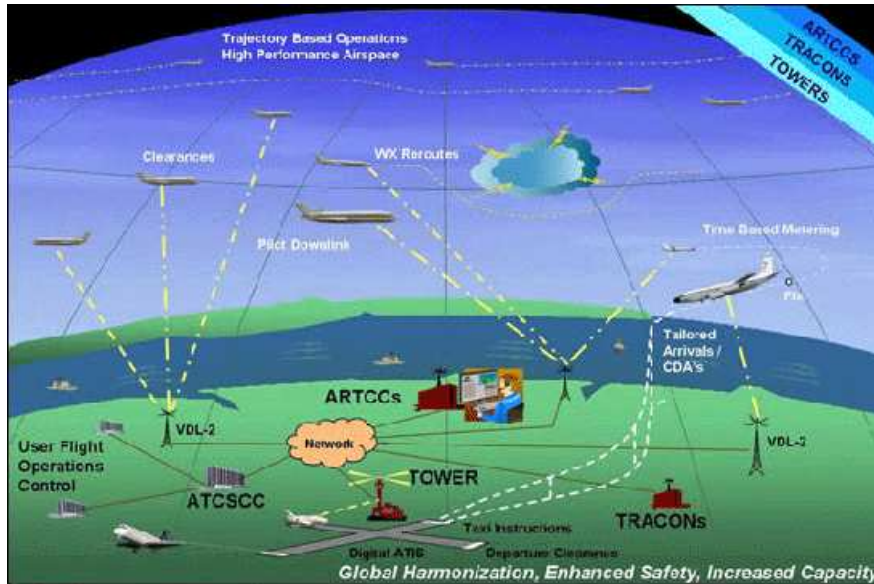 Trajectory Based Operations
High Performance Airspace
ARTCCS
TRACONS
TOWERS
Clearances
WX Reroutes
Pilot Downlink
Time Based Metering
Fix
Tailored
Arrivals /
CDA's
ARTCCs
VDL-2
Network
VDL-2
User Flight
Operations
Control
ATCSCC
TOWER
TRACONs
Taxi Instructions
Digital ATIS
Departure Clearance
Global Harmonization, Enhanced Safety, Increased Capacity